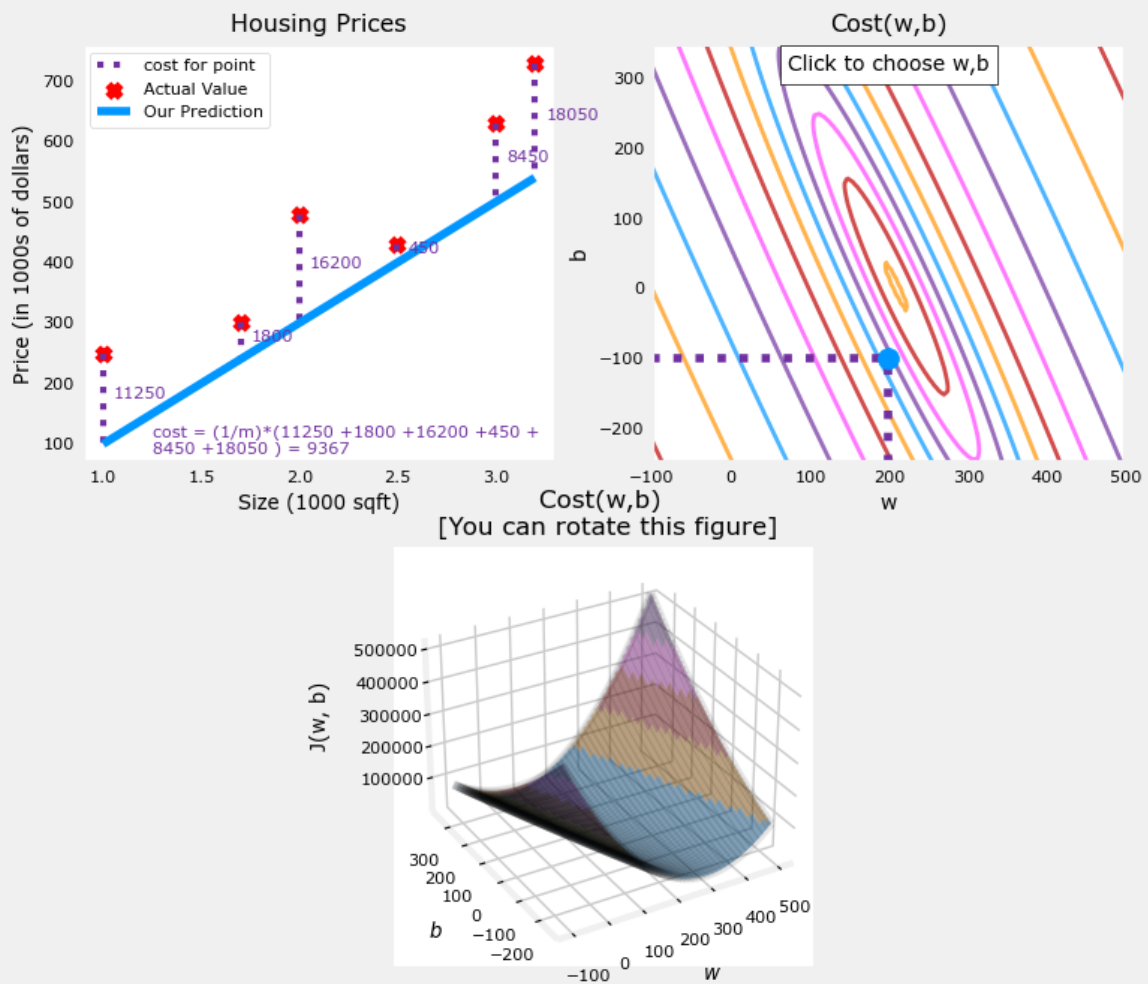 Housing Prices
cost for point
Actual Value
Our Prediction
Price (in 1000s of dollars)
700
600
500
400
300
200
100
18050
8450
450
16200
1800
11250
cost = (1/m)*(11250 +1800 +16200 +450 +
8450 +18050 ) = 9367
1.0
1.5
2.0
2.5
3.0
Size (1000 sqft)
Cost(w,b)
Click to choose w,b
b
300
200
100
0
−100
−200
−100
0
100
200
300
400
500
w
Cost(w,b)
[You can rotate this figure]
J(w, b)
500000
400000
300000
200000
100000
300
200
100
0
−100
−200
b
−100
0
100
200
300
400
500
w